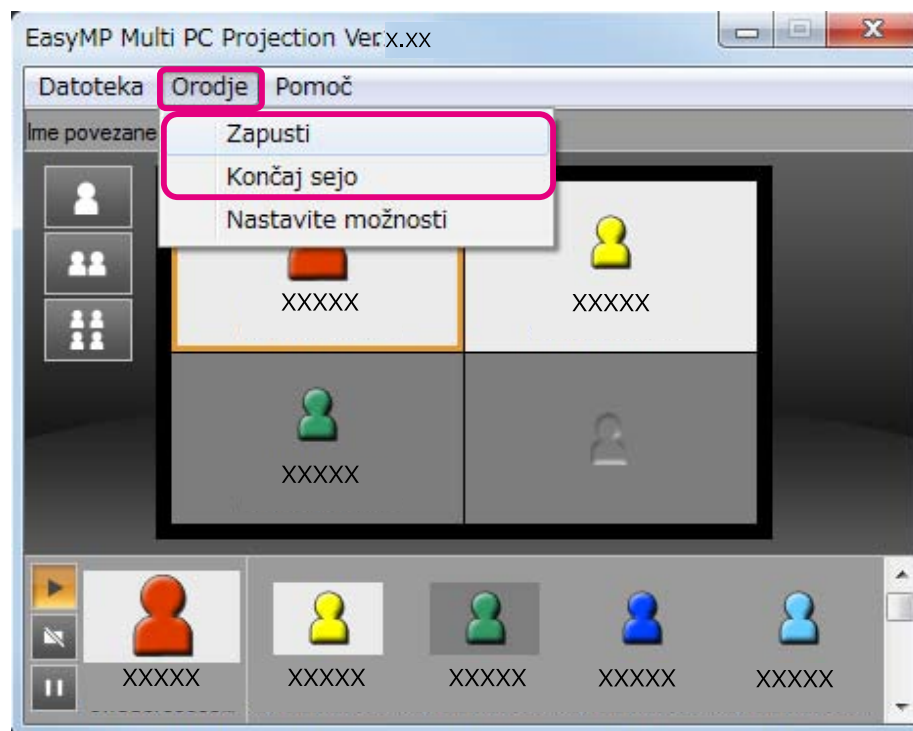 EasyMP Multi PC Projection Ver. x.xx
Datoteka Orodje Pomoč
Ime povezane
Zapusti
Končaj sejo
Nastavite možnosti
XXXXX XXXXX
XXXXX
XXXXX XXXXX XXXXX XXXXX XXXXX